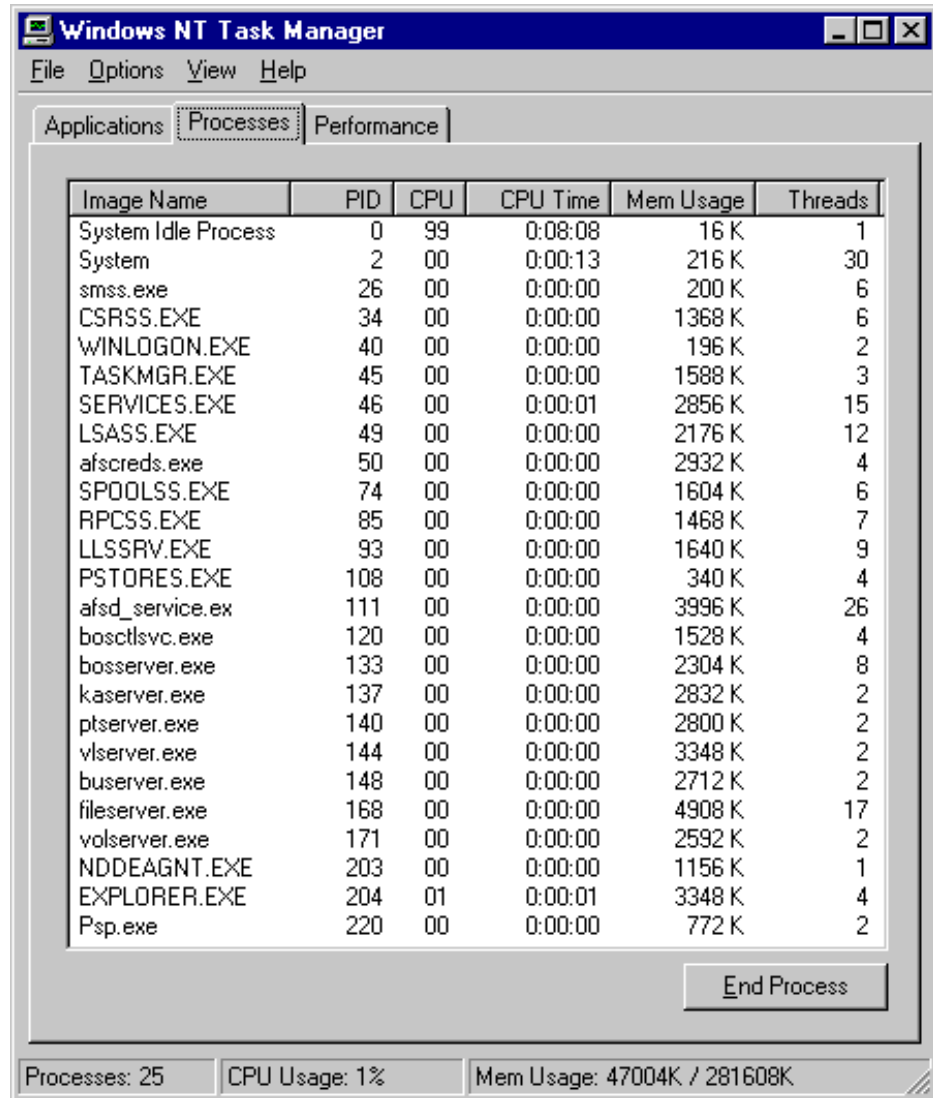 Windows NT Task Manager
File Options View Help
Applications Processes Performance
Image Name PID CPU CPU Time Mem Usage Threads
System Idle Process 0 99 0:08:08 16 K 1
System 2 00 0:00:13 216 K 30
smss.exe 26 00 0:00:00 200 K 6
CSRSS.EXE 34 00 0:00:00 1368 K 6
WINLOGON.EXE 40 00 0:00:00 196 K 2
TASKMGR.EXE 45 00 0:00:00 1588 K 3
SERVICES.EXE 46 00 0:00:01 2856 K 15
LSASS.EXE 49 00 0:00:00 2176 K 12
afscreds.exe 50 00 0:00:00 2932 K 4
SPOOLSS.EXE 74 00 0:00:00 1604 K 6
RPCSS.EXE 85 00 0:00:00 1468 K 7
LLSSRV.EXE 93 00 0:00:00 1640 K 9
PSTORES.EXE 108 00 0:00:00 340 K 4
afsd_service.ex 111 00 0:00:00 3996 K 26
bosctlsvc.exe 120 00 0:00:00 1528 K 4
bosserver.exe 133 00 0:00:00 2304 K 8
kaserver.exe 137 00 0:00:00 2832 K 2
ptserver.exe 140 00 0:00:00 2800 K 2
vlserver.exe 144 00 0:00:00 3348 K 2
buserver.exe 148 00 0:00:00 2712 K 2
fileserver.exe 168 00 0:00:00 4908 K 17
volserver.exe 171 00 0:00:00 2592 K 2
NDDEAGNT.EXE 203 00 0:00:00 1156 K 1
EXPLORER.EXE 204 01 0:00:01 3348 K 4
Psp.exe 220 00 0:00:00 772 K 2
End Process
Processes: 25 CPU Usage: 1% Mem Usage: 47004K / 281608K